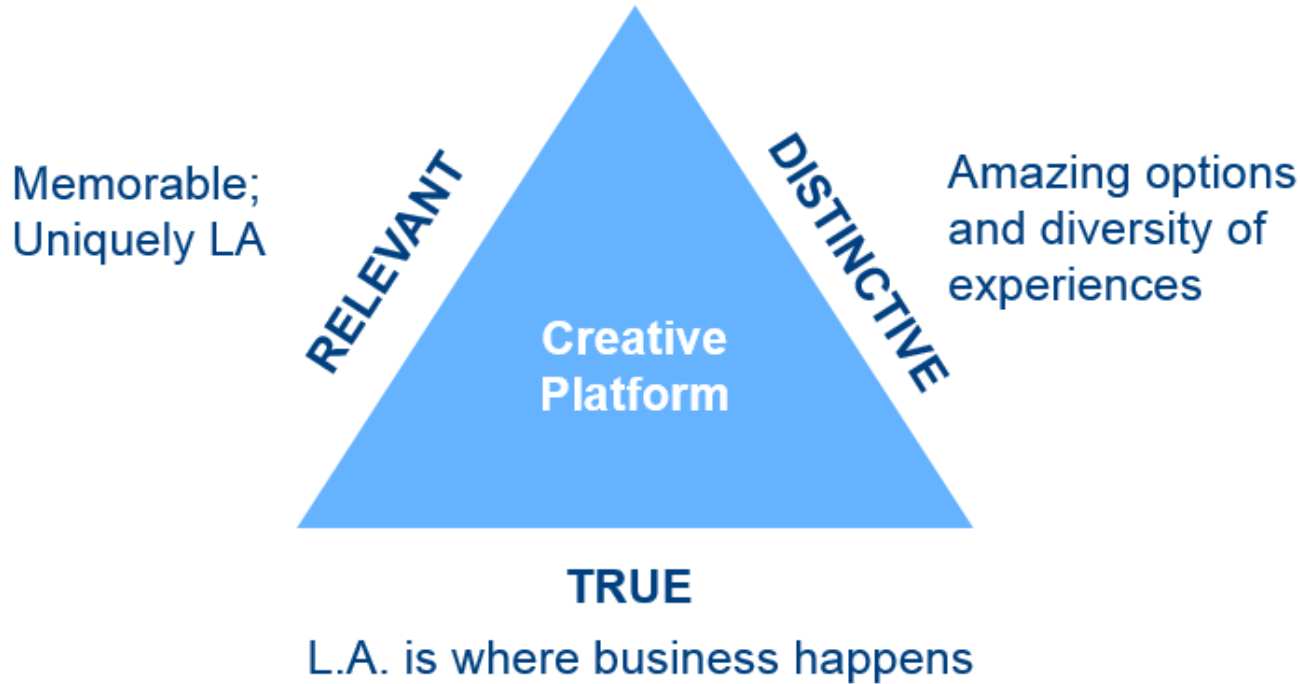 Memorable;
Uniquely LA
RELEVANT
DISTINCTIVE
Amazing options
and diversity of
experiences
Creative
Platform
TRUE
L.A. is where business happens